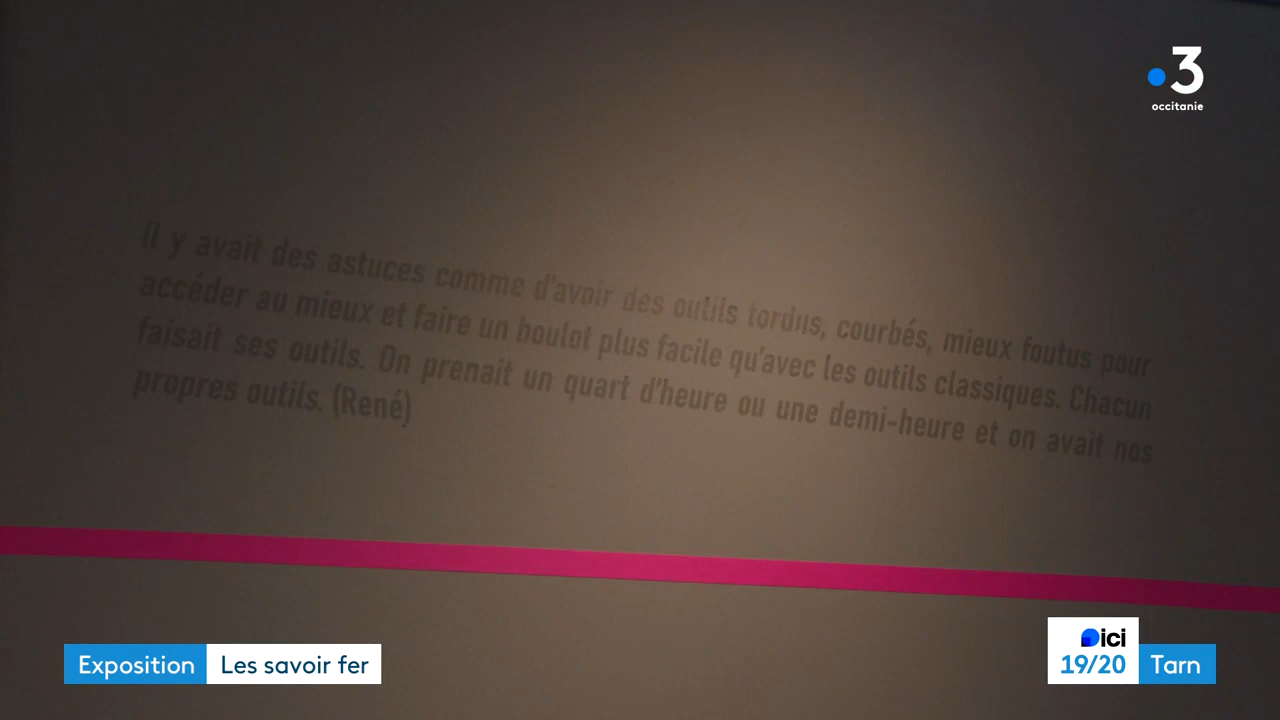 3
occitanie
Il y avait des astuces comme d'avoir des outils tordus, courbés, mieux foutus pour
accéder au mieux et faire un boulot plus facile qu'avec les outils classiques. Chacun
faisait ses outils. On prenait un quart d'heure ou une demi-heure et on avait nos
propres outils. (René)
Exposition Les savoir fer
ici
19/20 Tarn